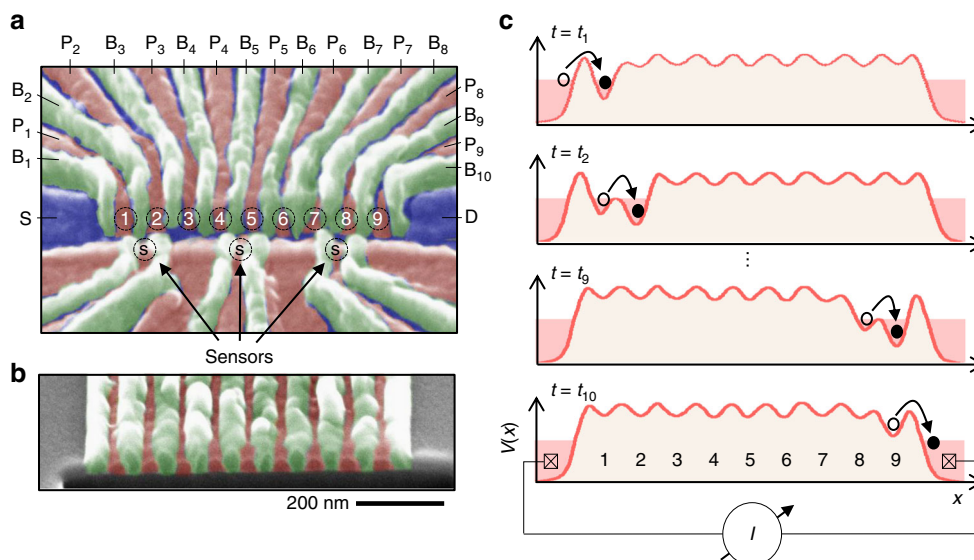 a
P2 B3 P3 B4 P4 B5 P5 B6 P6 B7 P7 B8
B2
P1
B1
S
P8
B9
P9
B10
D
1 2 3 4 5 6 7 8 9
s s s
Sensors
b
200 nm
c
t = t1
t = t2
⋮
t = t9
t = t10
V(x)
1 2 3 4 5 6 7 8 9
x
I